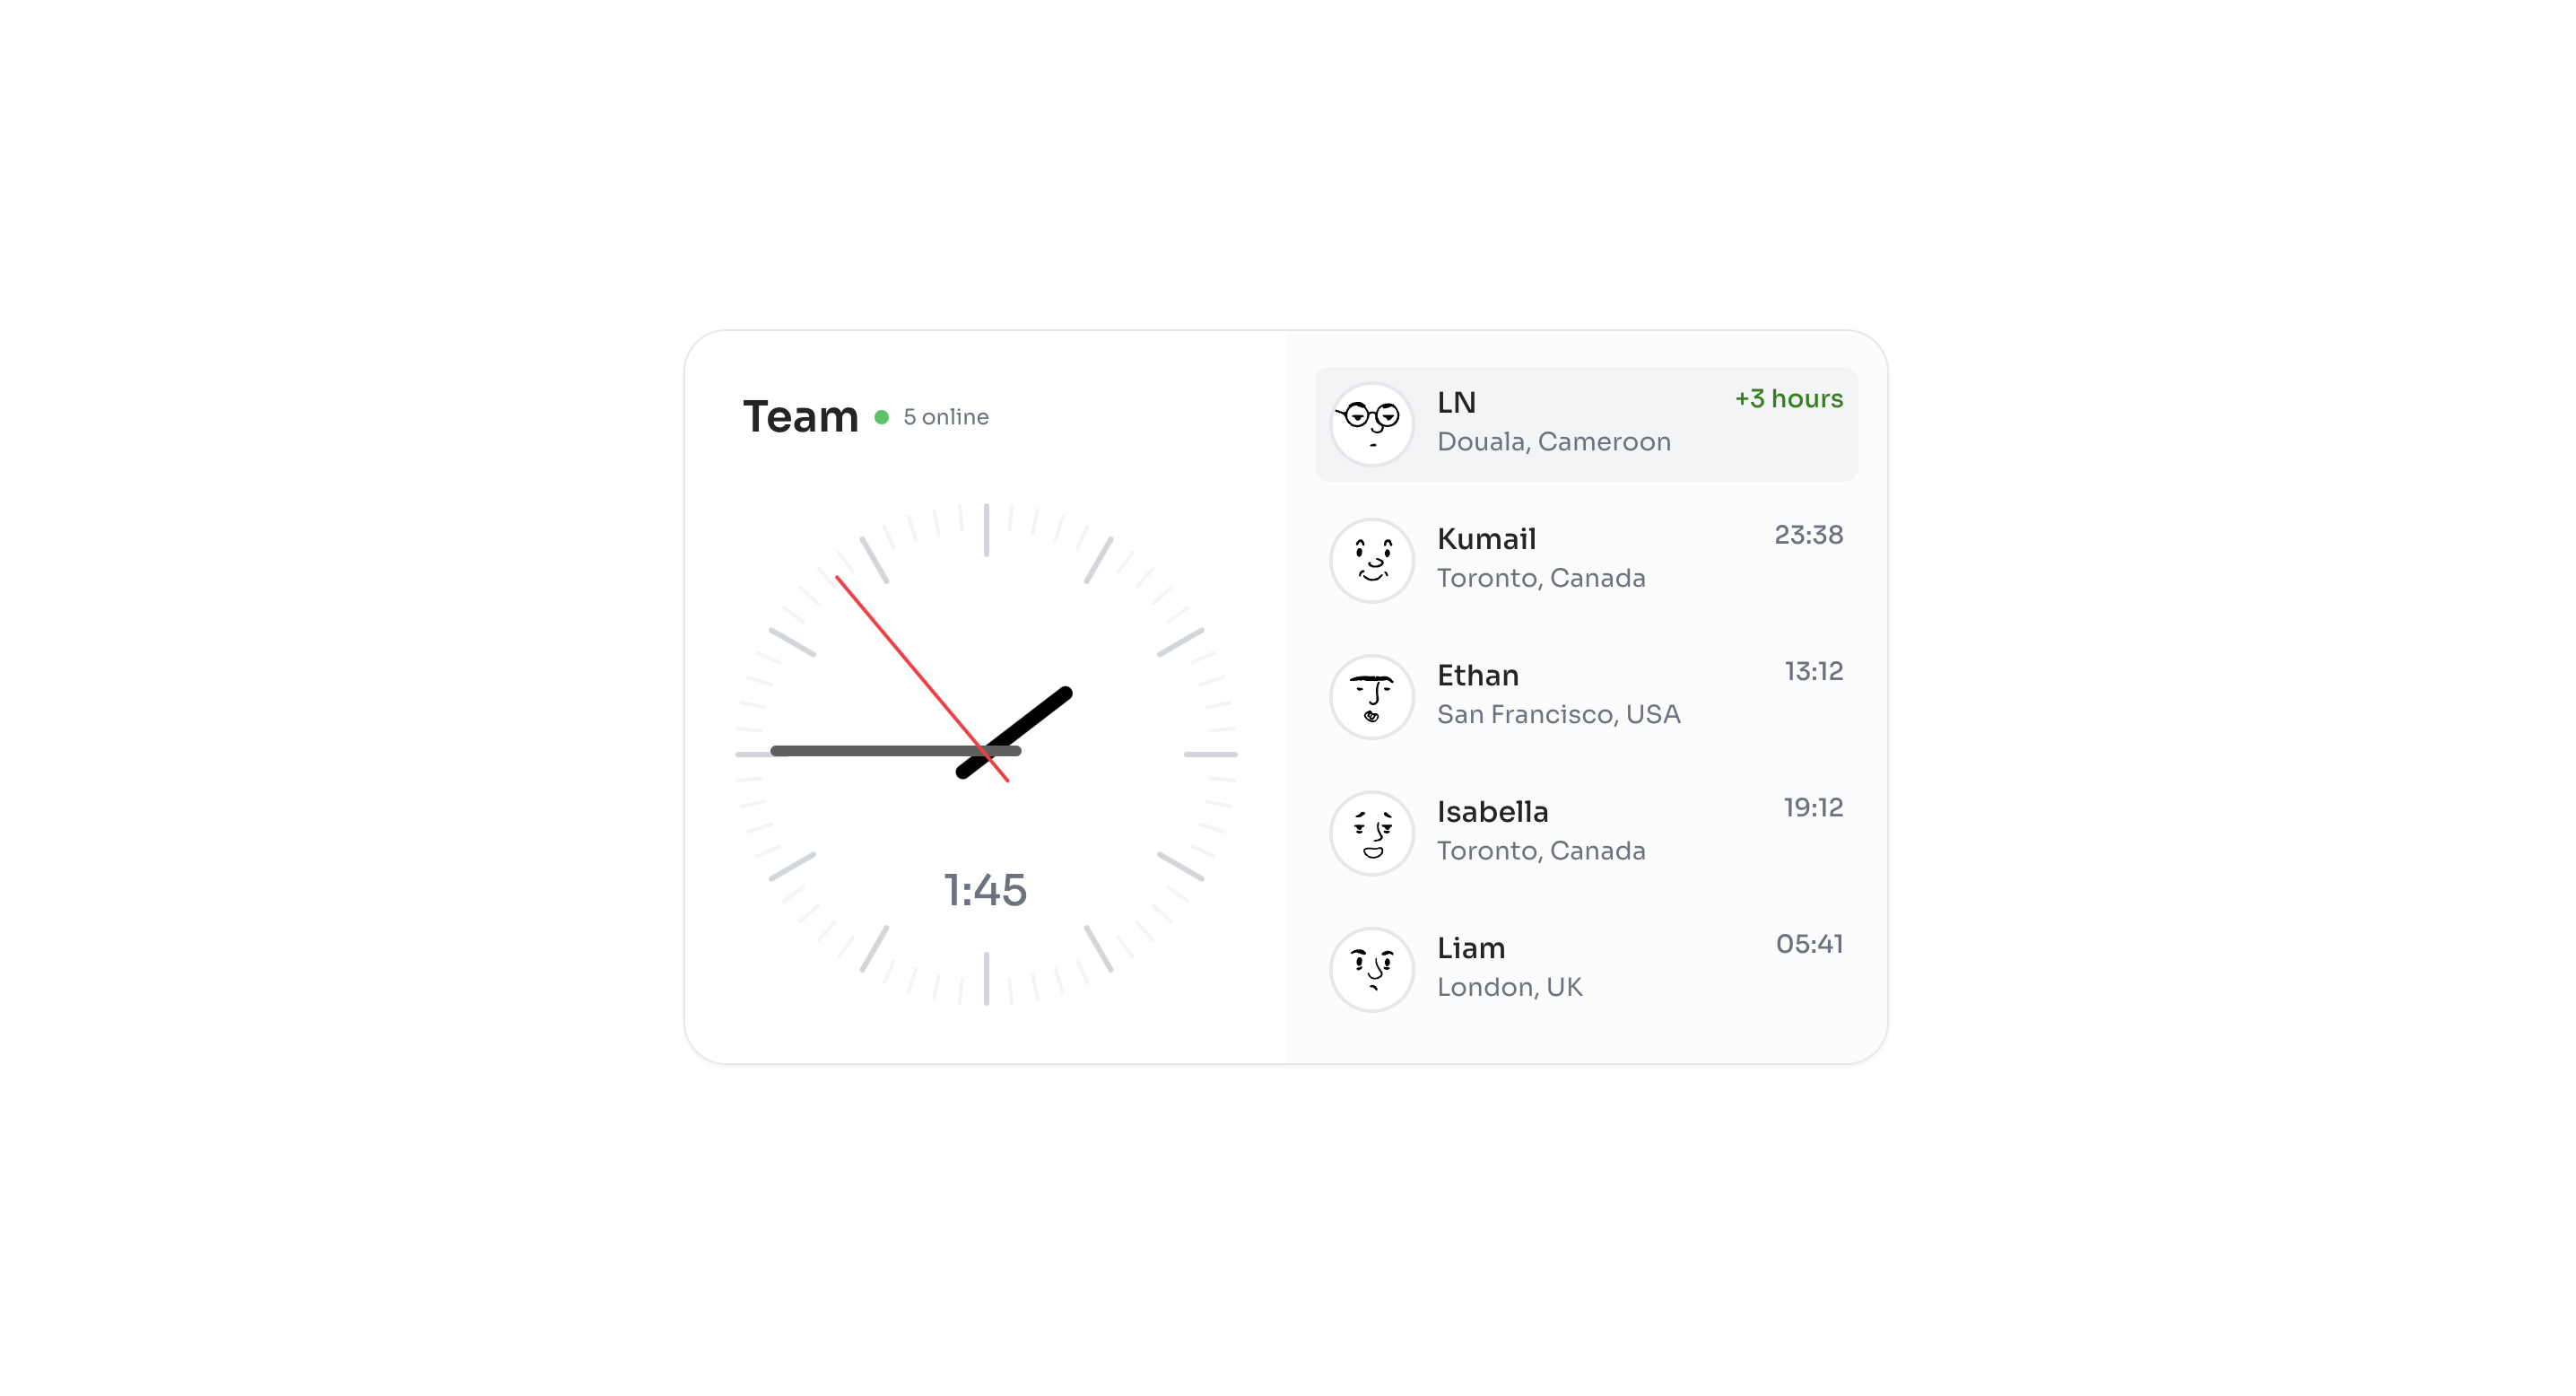 Team 5 online
1:45
LN +3 hours
Douala, Cameroon
Kumail 23:38
Toronto, Canada
Ethan 13:12
San Francisco, USA
Isabella 19:12
Toronto, Canada
Liam 05:41
London, UK